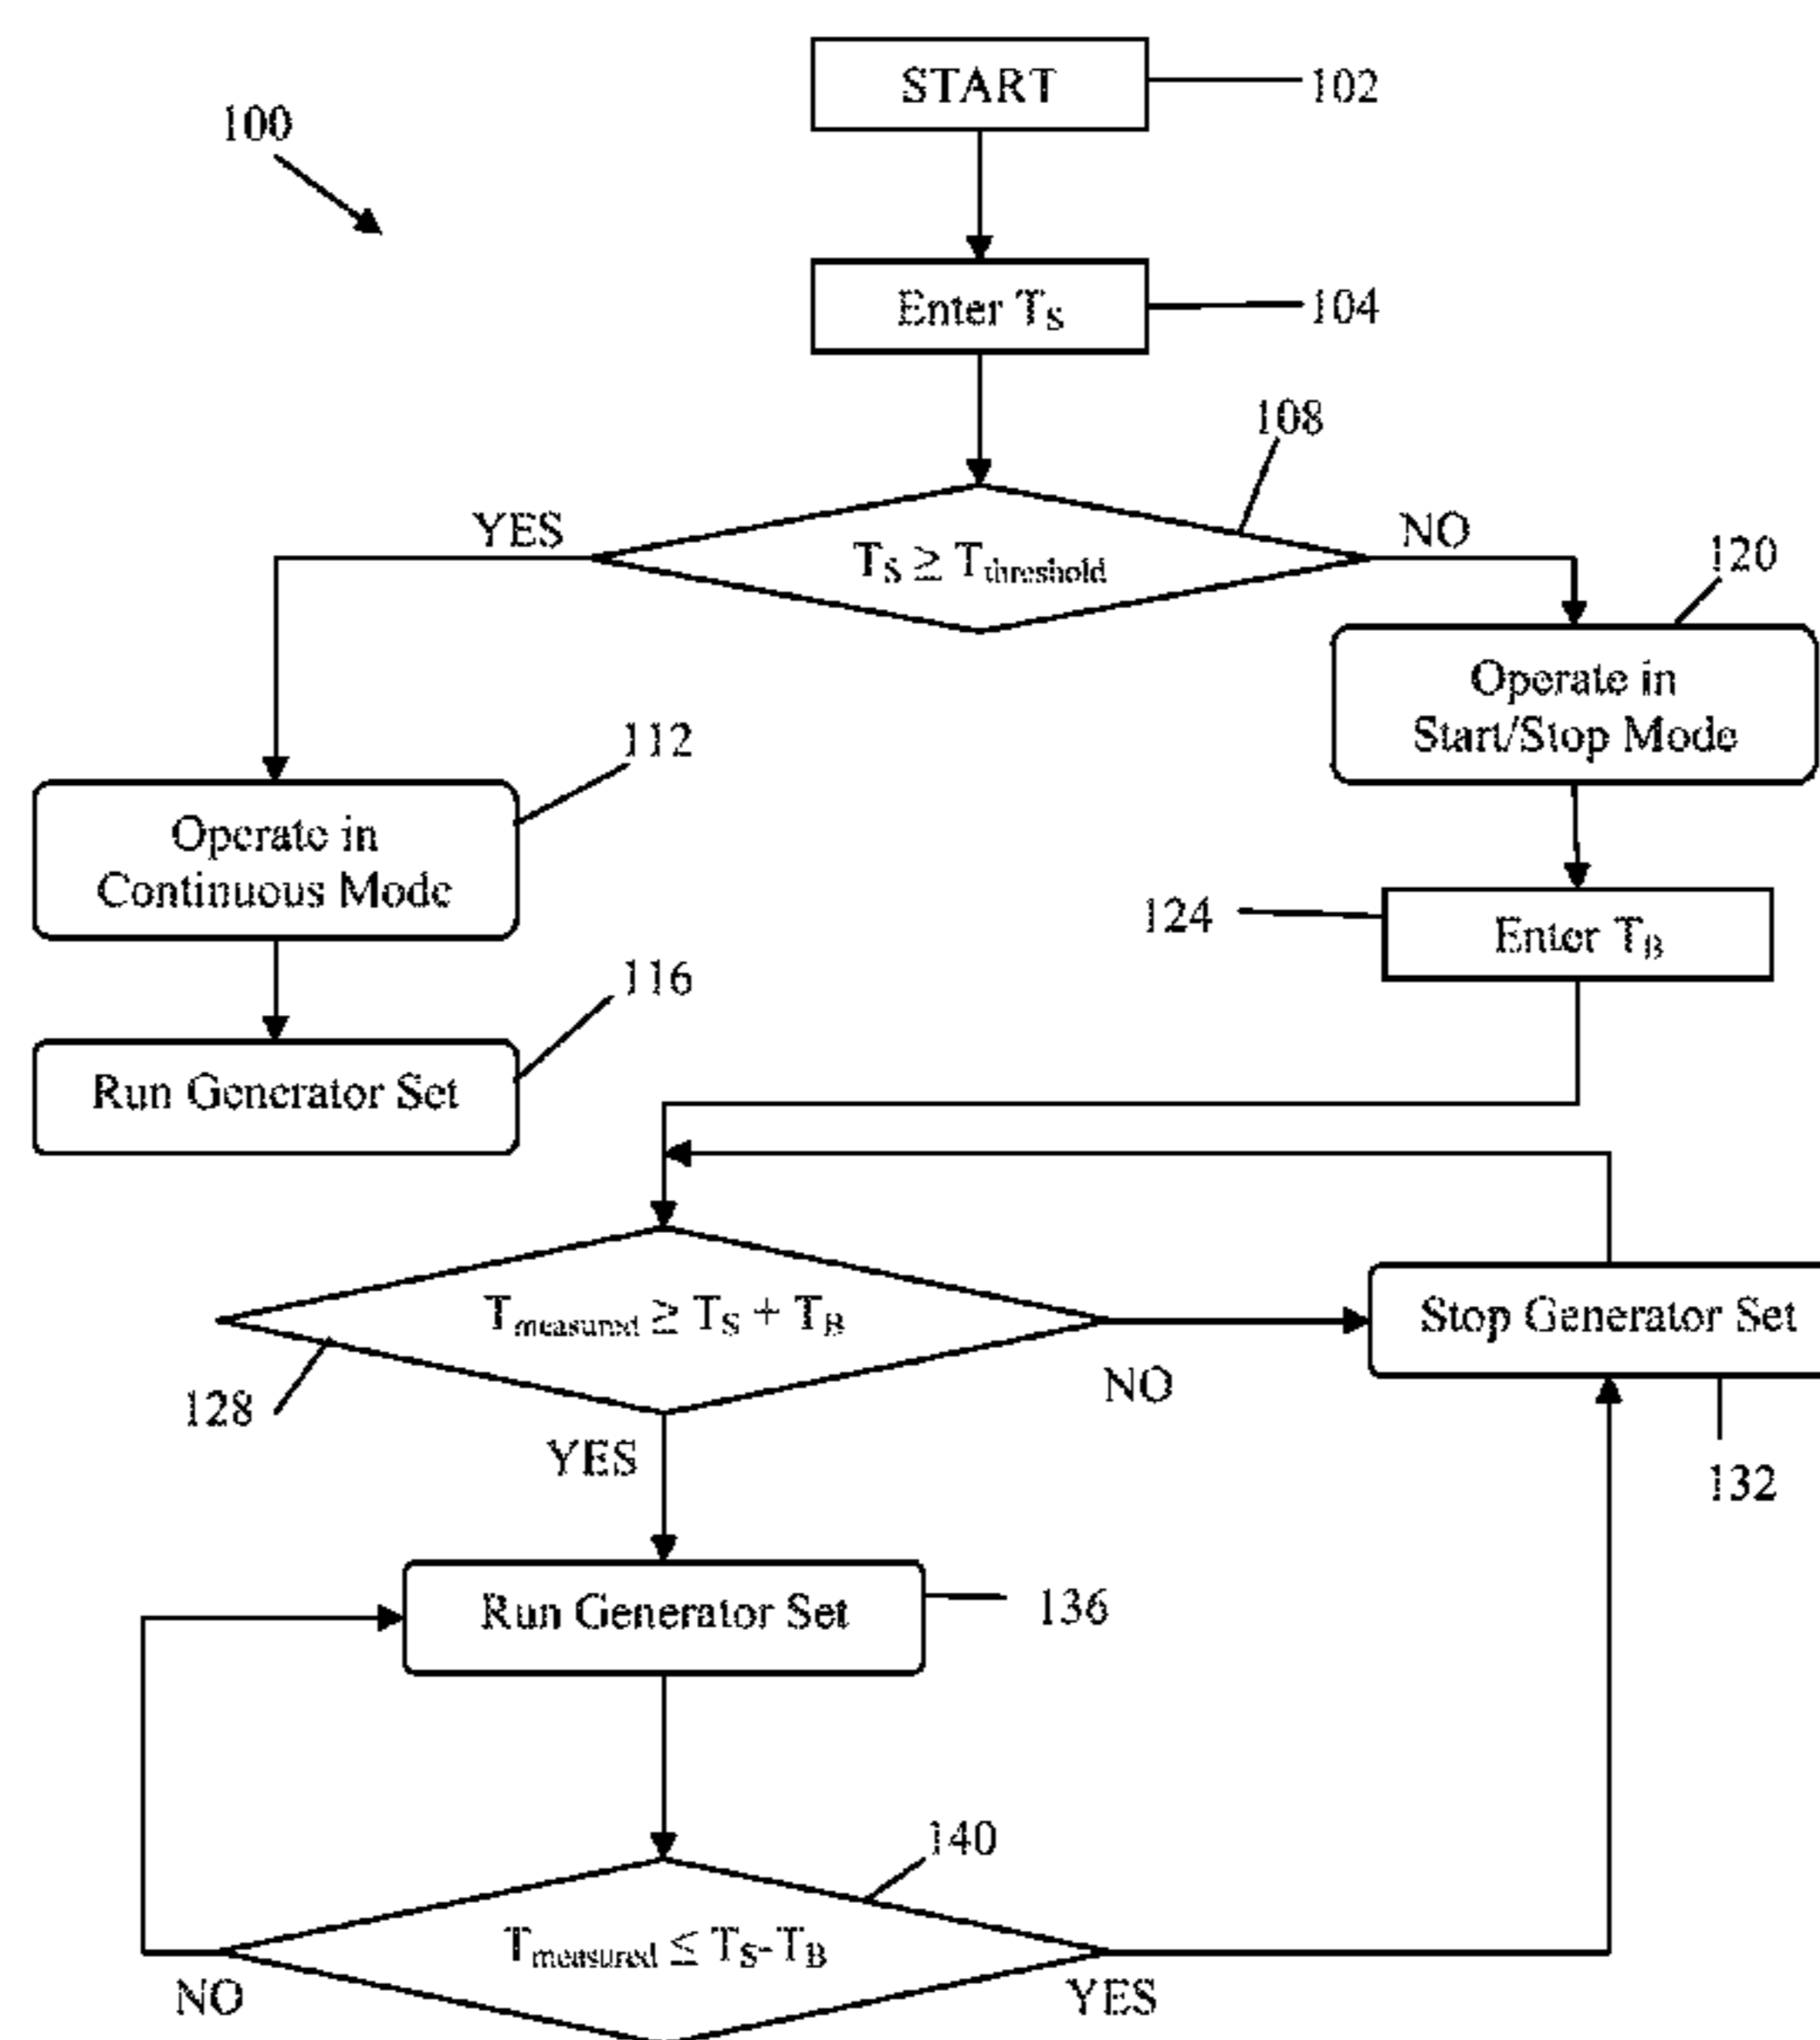 START
102
100
Enter TS
104
108
YES
TS ≥ Tthreshold
NO
120
Operate in
Start/Stop Mode
112
Operate in
Continuous Mode
124
Enter TB
116
Run Generator Set
Tmeasured ≥ TS + TB
Stop Generator Set
NO
128
YES
132
Run Generator Set
136
140
Tmeasured ≤ TS-TB
NO
YES